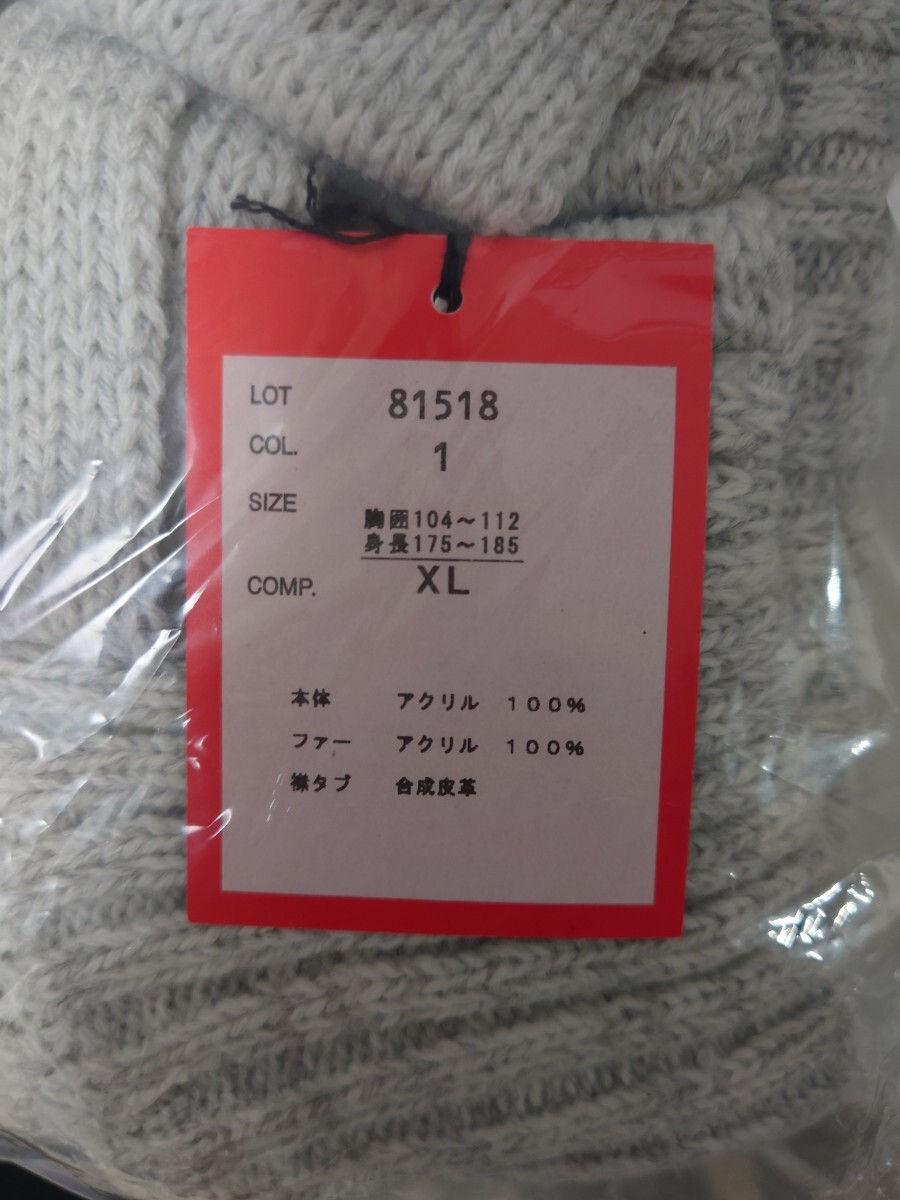 LOT 81518
COL. 1
SIZE
胸囲104～112
身長175～185
COMP. XL
本体 アクリル 100%
ファー アクリル 100%
襟タブ 合成皮革